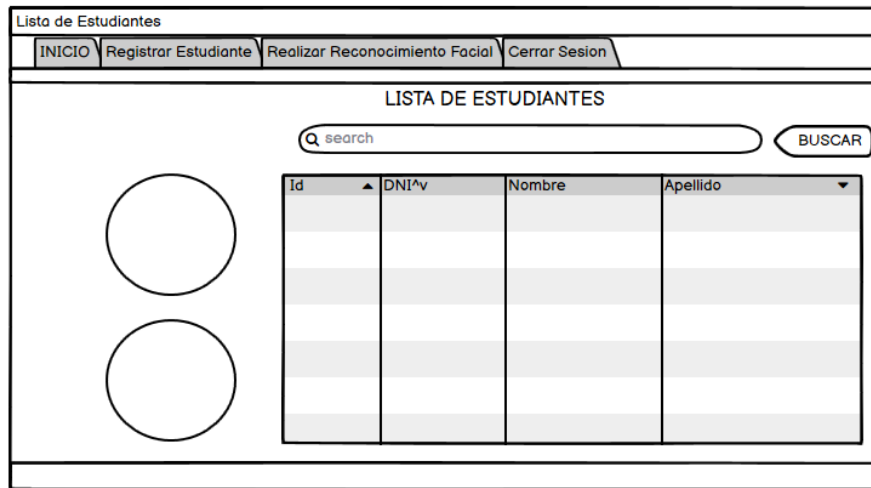 Lista de Estudiantes
INICIO Registrar Estudiante Realizar Reconocimiento Facial Cerrar Sesion
LISTA DE ESTUDIANTES
search BUSCAR
Id DNI^v Nombre Apellido